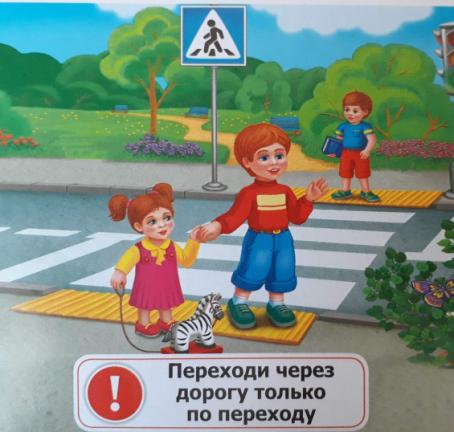 Переходи через
дорогу только
по переходу